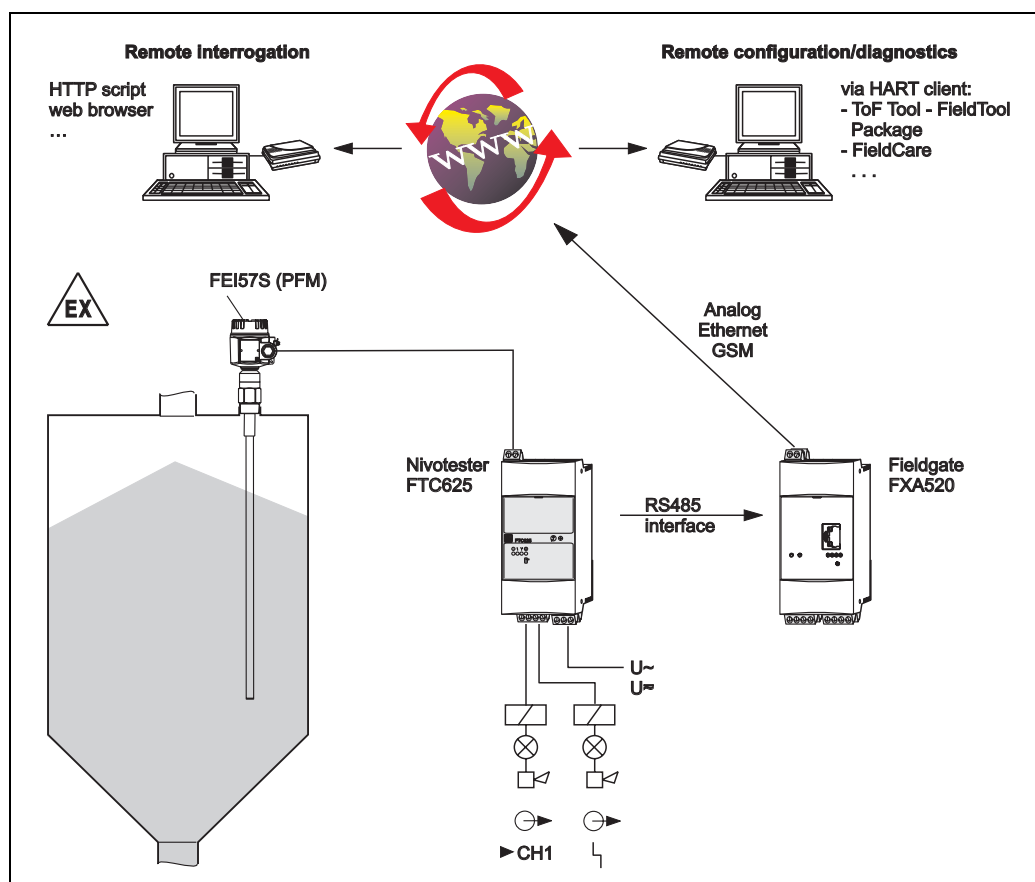 Remote interrogation
HTTP script
web browser
...
WWW
Remote configuration/diagnostics
via HART client:
- ToF Tool - FieldTool
Package
- FieldCare
. . .
FEI57S (PFM)
EX
Analog
Ethernet
GSM
Nivotester
FTC625
RS485
interface
Fieldgate
FXA520
FTC625
U~
U≂
CH1